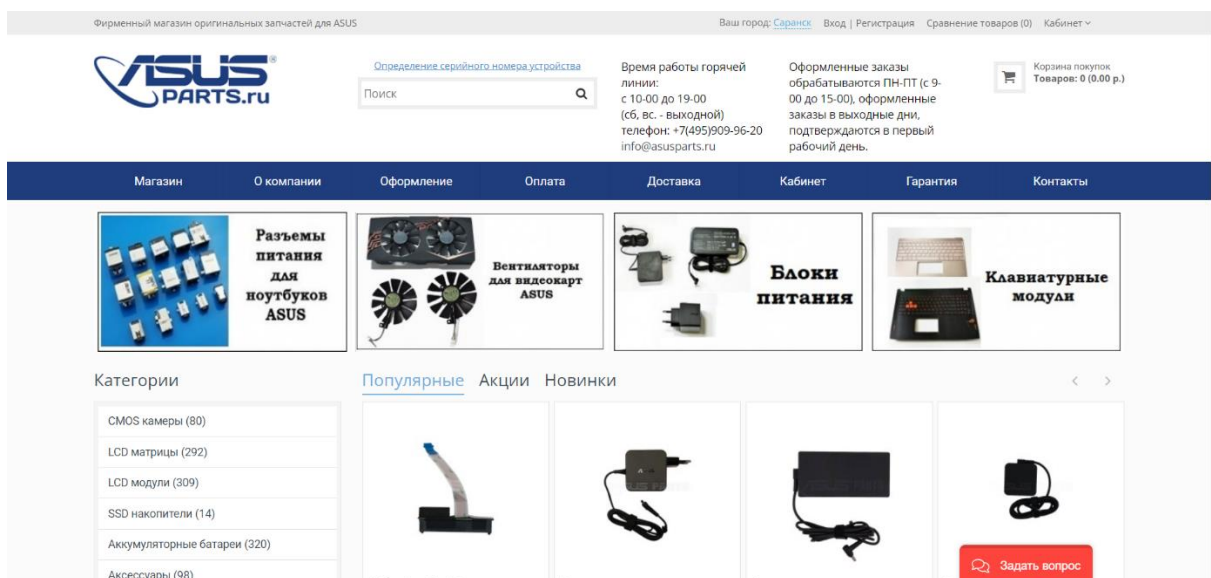 Фирменный магазин оригинальных запчастей для ASUS
Ваш город: Саранск Вход | Регистрация Сравнение товаров (0) Кабинет
ASUS®
PARTS.ru
Определение серийного номера устройства
Поиск
Время работы горячей
линии:
с 10-00 до 19-00
(сб, вс. - выходной)
телефон: +7(495)909-96-20
info@asusparts.ru
Оформленные заказы
обрабатываются ПН-ПТ (с 9-
00 до 15-00), оформленные
заказы в выходные дни,
подтверждаются в первый
рабочий день.
Корзина покупок
Товаров: 0 (0.00 р.)
Магазин О компании Оформление Оплата Доставка Кабинет Гарантия Контакты
Разъемы
питания
для
ноутбуков
ASUS
Вентиляторы
для видеокарт
ASUS
Блоки
питания
Клавиатурные
модули
Категории
Популярные Акции Новинки
CMOS камеры (80)
LCD матрицы (292)
LCD модули (309)
SSD накопители (14)
Аккумуляторные батареи (320)
Аксессуары (98)
Задать вопрос